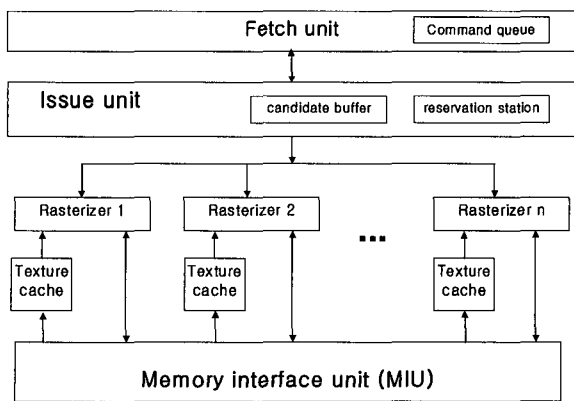 Fetch unit
Command queue
Issue unit
candidate buffer
reservation station
Rasterizer 1
Rasterizer 2
Rasterizer n
...
Texture
cache
Texture
cache
Texture
cache
Memory interface unit (MIU)